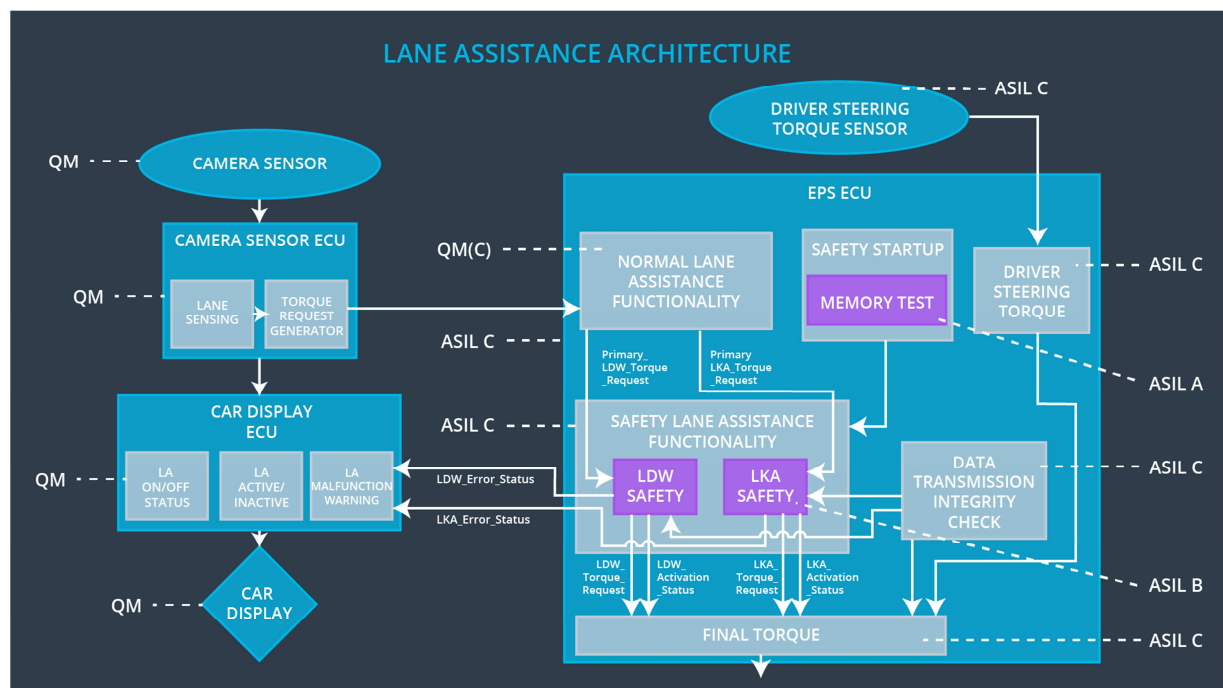 LANE ASSISTANCE ARCHITECTURE
ASIL C
DRIVER STEERING
TORQUE SENSOR
QM
CAMERA SENSOR
EPS ECU
CAMERA SENSOR ECU
QM
LANE
SENSING
TORQUE
REQUEST
GENERATOR
QM(C)
NORMAL LANE
ASSISTANCE
FUNCTIONALITY
SAFETY STARTUP
MEMORY TEST
DRIVER
STEERING
TORQUE
ASIL C
ASIL C
Primary_
LDW_Torque
_Request
Primary
LKA_Torque
_Request
ASIL A
CAR DISPLAY
ECU
QM
LA
ON/OFF
STATUS
LA
ACTIVE/
INACTIVE
LA
MALFUNCTION
WARNING
ASIL C
SAFETY LANE ASSISTANCE
FUNCTIONALITY
LDW
SAFETY
LKA
SAFETY
LDW_Error_Status
LKA_Error_Status
DATA
TRANSMISSION
INTEGRITY
CHECK
ASIL C
LDW_
Torque_
Request
LDW_
Activation
_Status
LKA_
Torque_
Request
LKA_
Activation
_Status
ASIL B
QM
CAR
DISPLAY
FINAL TORQUE
ASIL C